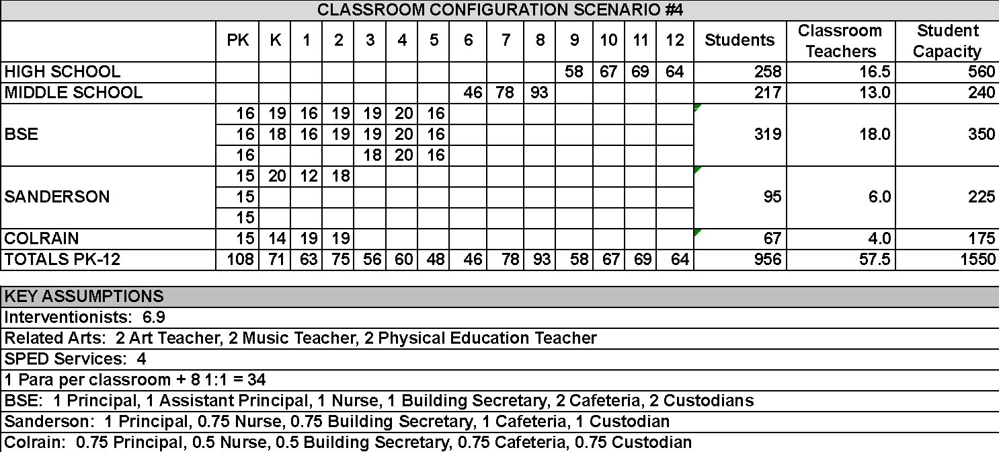 CLASSROOM CONFIGURATION SCENARIO #4
PK K 1 2 3 4 5 6 7 8 9 10 11 12 Students Classroom Teachers Student Capacity
HIGH SCHOOL 58 67 69 64 258 16.5 560
MIDDLE SCHOOL 46 78 93 217 13.0 240
16 19 16 19 19 20 16
BSE 16 18 16 19 19 20 16 319 18.0 350
16 18 20 16
15 20 12 18
SANDERSON 15 95 6.0 225
15
COLRAIN 15 14 19 19 67 4.0 175
TOTALS PK-12 108 71 63 75 56 60 48 46 78 93 58 67 69 64 956 57.5 1550
KEY ASSUMPTIONS
Interventionists: 6.9
Related Arts: 2 Art Teacher, 2 Music Teacher, 2 Physical Education Teacher
SPED Services: 4
1 Para per classroom + 8 1:1 = 34
BSE: 1 Principal, 1 Assistant Principal, 1 Nurse, 1 Building Secretary, 2 Cafeteria, 2 Custodians
Sanderson: 1 Principal, 0.75 Nurse, 0.75 Building Secretary, 1 Cafeteria, 1 Custodian
Colrain: 0.75 Principal, 0.5 Nurse, 0.5 Building Secretary, 0.75 Cafeteria, 0.75 Custodian